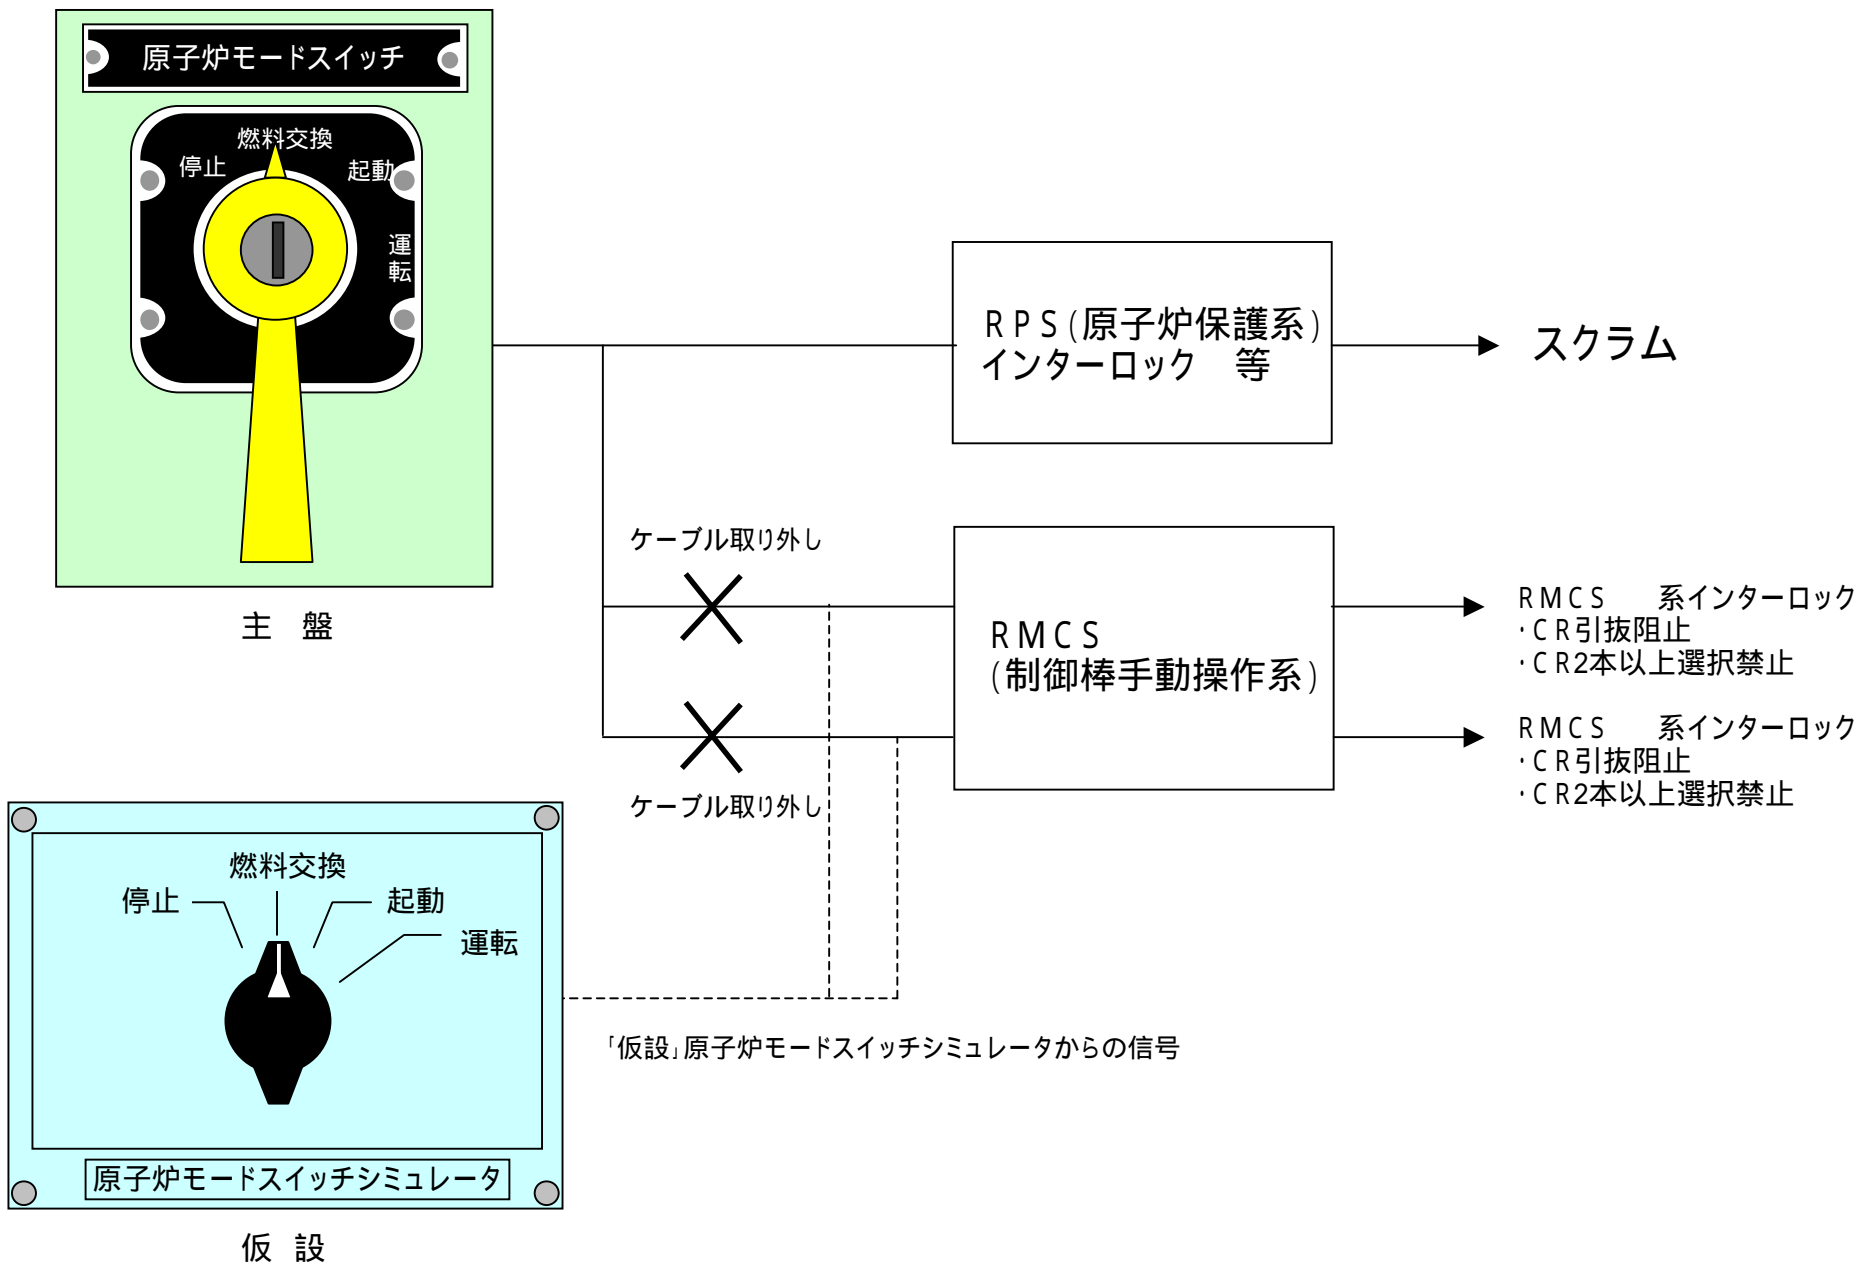 原子炉モードスイッチ
燃料交換
停止
起動
運
転
主 盤
RPS(原子炉保護系)
インターロック 等
スクラム
ケーブル取り外し
RMCS
(制御棒手動操作系)
RMCS 系インターロック
・CR引抜阻止
・CR2本以上選択禁止
RMCS 系インターロック
・CR引抜阻止
・CR2本以上選択禁止
ケーブル取り外し
燃料交換
停止
起動
運転
「仮設」原子炉モードスイッチシミュレータからの信号
原子炉モードスイッチシミュレータ
仮 設